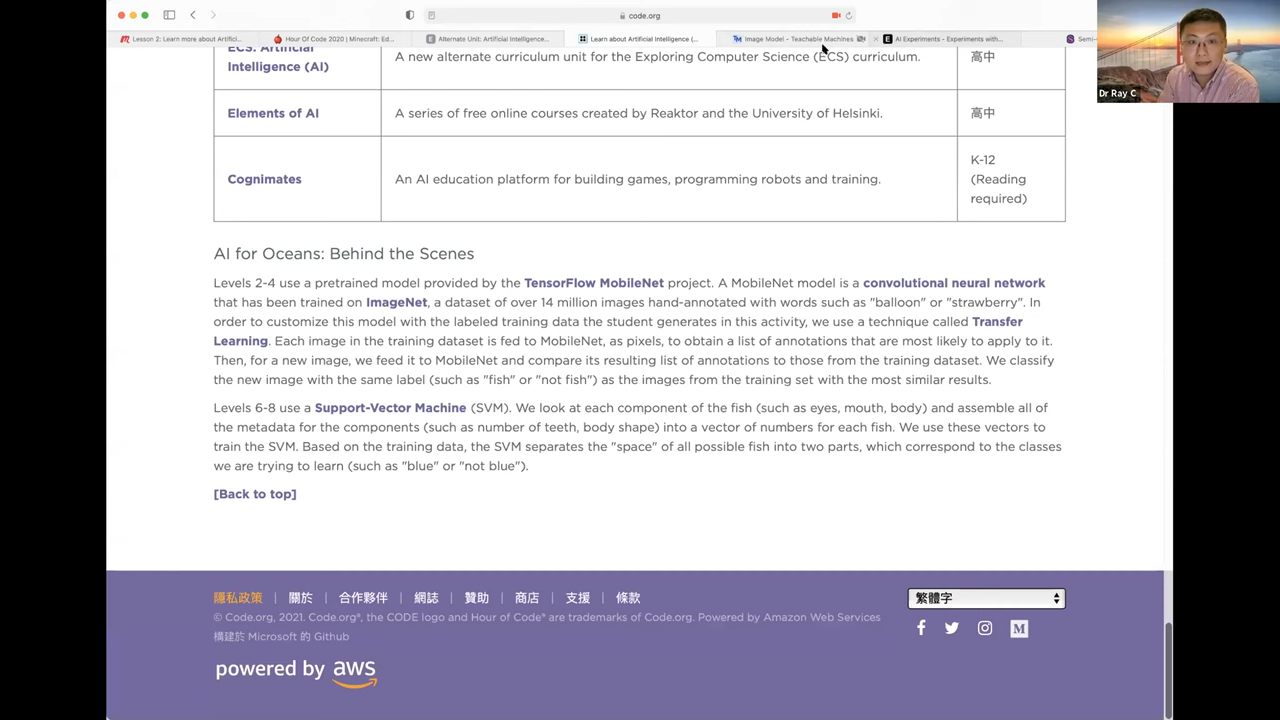 code.org
Lesson 2: Learn more about Artifici...
Hour Of Code 2020 | Minecraft: Ed...
Alternate Unit: Artificial Intelligence...
Learn about Artificial Intelligence (...
Image Model - Teachable Machines
AI Experiments - Experiments with...
Semi-
Dr Ray C
ECS: Artificial
Intelligence (AI)
A new alternate curriculum unit for the Exploring Computer Science (ECS) curriculum.
高中
Elements of AI
A series of free online courses created by Reaktor and the University of Helsinki.
高中
Cognimates
An AI education platform for building games, programming robots and training.
K-12
(Reading
required)
AI for Oceans: Behind the Scenes
Levels 2-4 use a pretrained model provided by the TensorFlow MobileNet project. A MobileNet model is a convolutional neural network
that has been trained on ImageNet, a dataset of over 14 million images hand-annotated with words such as "balloon" or "strawberry". In
order to customize this model with the labeled training data the student generates in this activity, we use a technique called Transfer
Learning. Each image in the training dataset is fed to MobileNet, as pixels, to obtain a list of annotations that are most likely to apply to it.
Then, for a new image, we feed it to MobileNet and compare its resulting list of annotations to those from the training dataset. We classify
the new image with the same label (such as "fish" or "not fish") as the images from the training set with the most similar results.
Levels 6-8 use a Support-Vector Machine (SVM). We look at each component of the fish (such as eyes, mouth, body) and assemble all of
the metadata for the components (such as number of teeth, body shape) into a vector of numbers for each fish. We use these vectors to
train the SVM. Based on the training data, the SVM separates the "space" of all possible fish into two parts, which correspond to the classes
we are trying to learn (such as "blue" or "not blue").
[Back to top]
隱私政策 | 關於 | 合作夥伴 | 網誌 | 贊助 | 商店 | 支援 | 條款
繁體字
© Code.org, 2021. Code.org®, the CODE logo and Hour of Code® are trademarks of Code.org. Powered by Amazon Web Services
構建於 Microsoft 的 Github
powered by aws